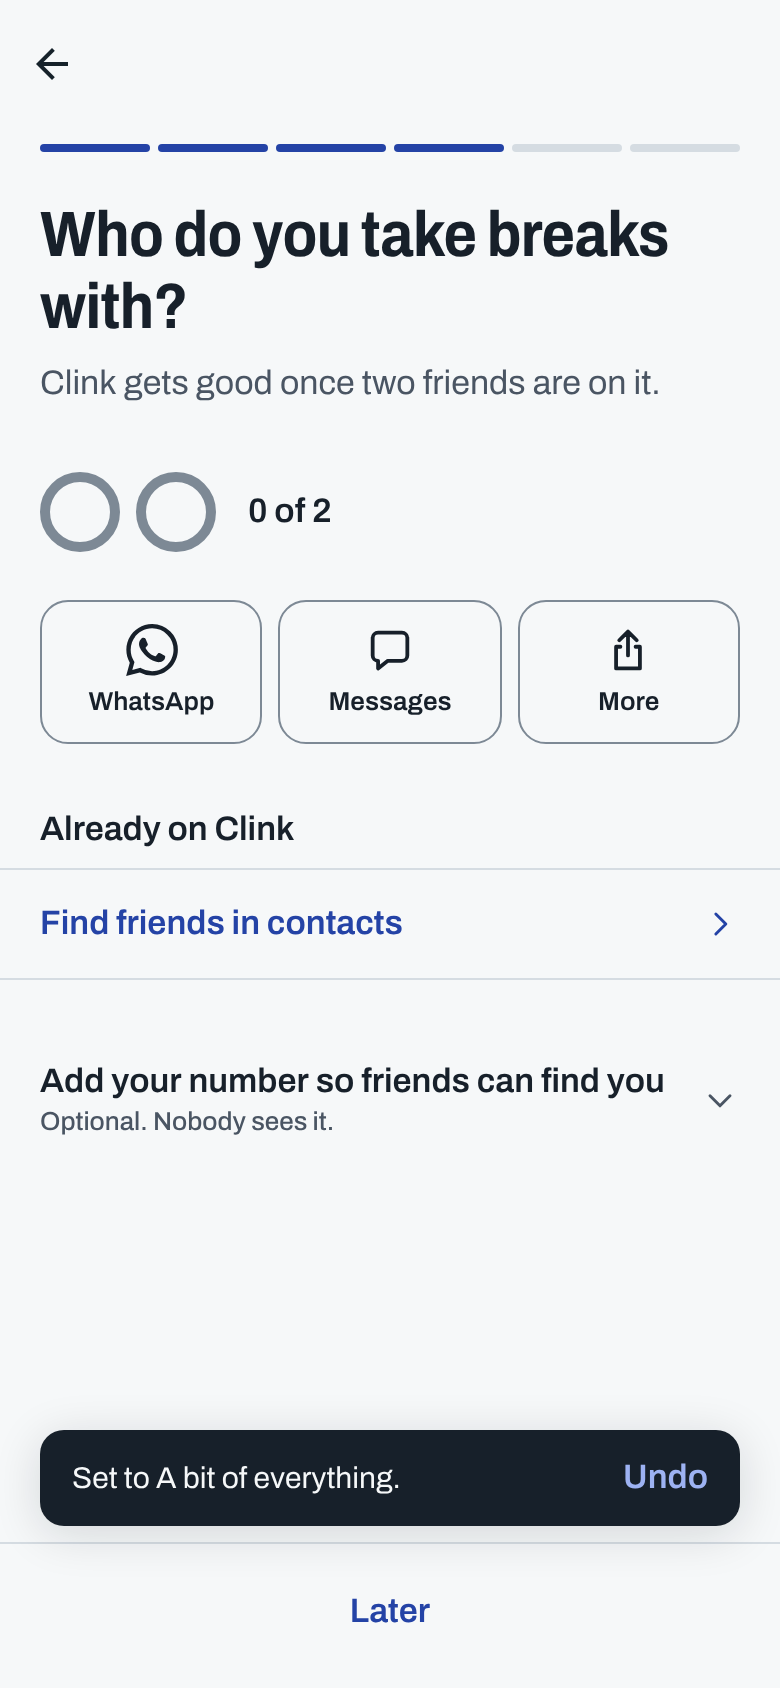 Who do you take breaks
with?
Clink gets good once two friends are on it.
0 of 2
WhatsApp
Messages
More
Already on Clink
Find friends in contacts
Add your number so friends can find you
Optional. Nobody sees it.
Set to A bit of everything.
Undo
Later